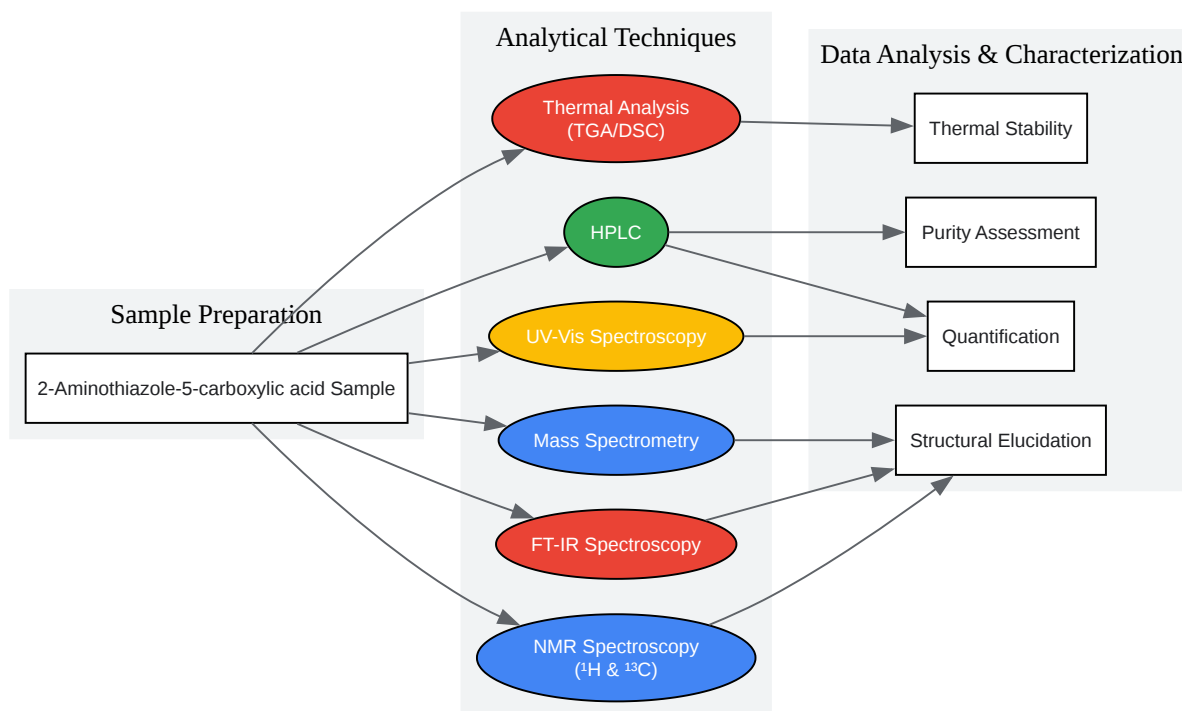 Analytical Techniques
Data Analysis & Characterization
Thermal Analysis
(TGA/DSC)
Thermal Stability
HPLC
Purity Assessment
Sample Preparation
UV-Vis Spectroscopy
Quantification
2-Aminothiazole-5-carboxylic acid Sample
Mass Spectrometry
Structural Elucidation
FT-IR Spectroscopy
NMR Spectroscopy
(¹H & ¹³C)